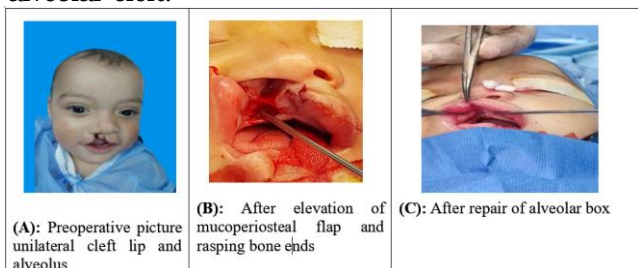 alveolar cleft.
(A): Preoperative picture
unilateral cleft lip and
alveolus
(B): After elevation of
mucoperiosteal flap and
rasping bone ends
(C): After repair of alveolar box